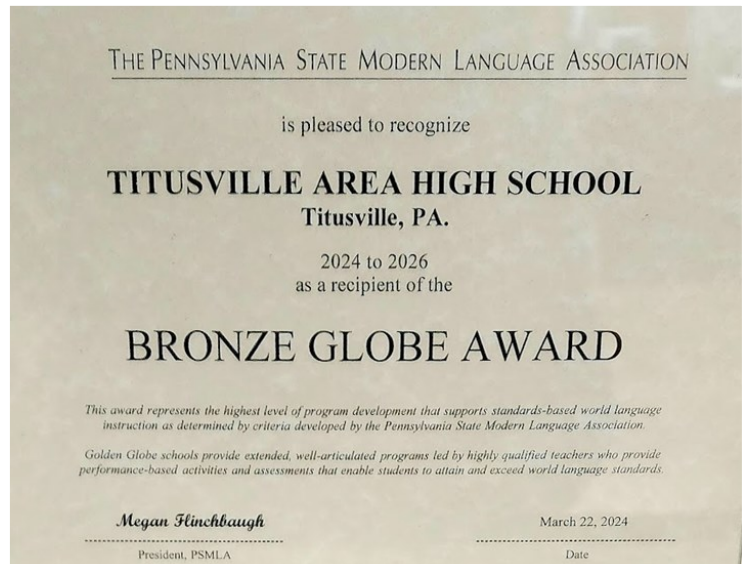 THE PENNSYLVANIA STATE MODERN LANGUAGE ASSOCIATION
is pleased to recognize
TITUSVILLE AREA HIGH SCHOOL
Titusville, PA.
2024 to 2026
as a recipient of the
BRONZE GLOBE AWARD
This award represents the highest level of program development that supports standards-based world language
instruction as determined by criteria developed by the Pennsylvania State Modern Language Association.
Golden Globe schools provide extended, well-articulated programs led by highly qualified teachers who provide
performance-based activities and assessments that enable students to attain and exceed world language standards.
Megan Flinchbaugh
March 22, 2024
President, PSMLA
Date